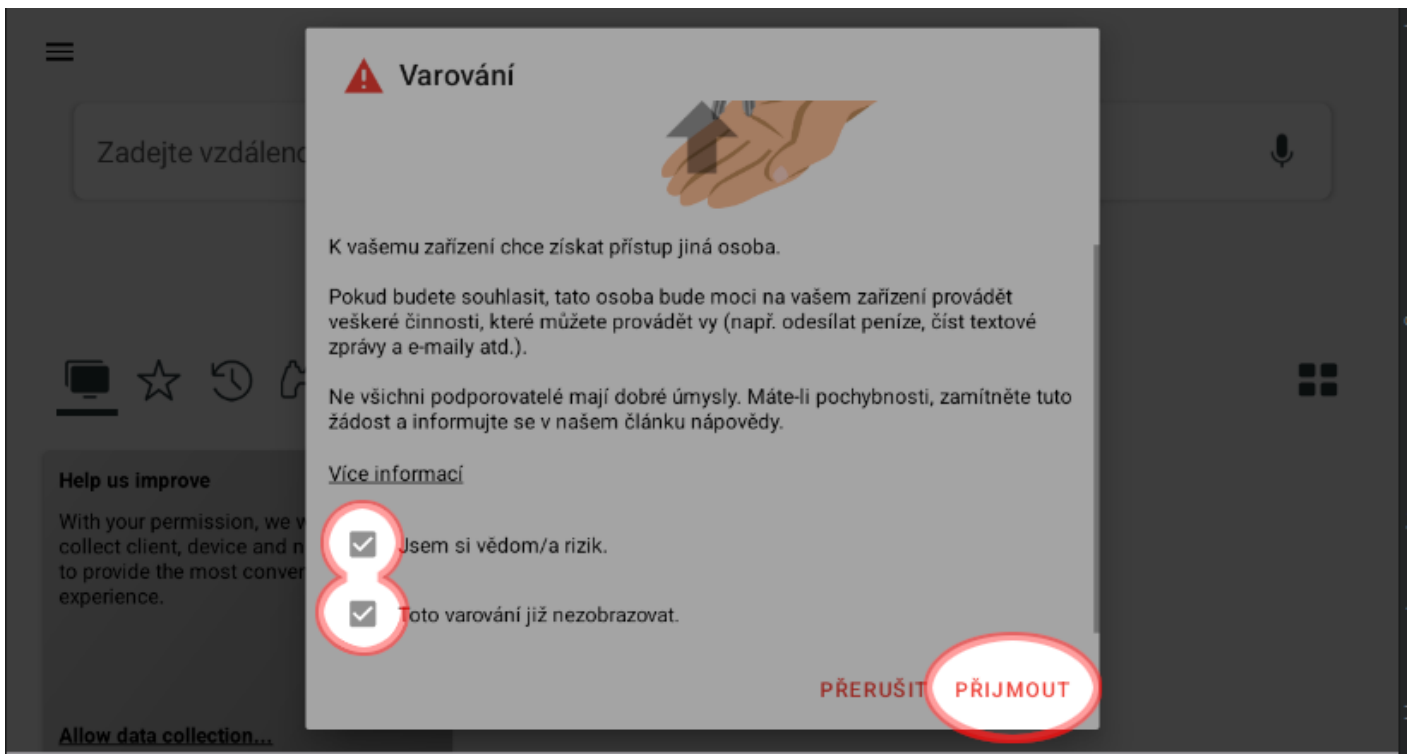 Varování
Zadejte vzdáleno
K vašemu zařízení chce získat přístup jiná osoba.
Pokud budete souhlasit, tato osoba bude moci na vašem zařízení provádět
veškeré činnosti, které můžete provádět vy (např. odesílat peníze, číst textové
zprávy a e-maily atd.).
Ne všichni podporovatelé mají dobré úmysly. Máte-li pochybnosti, zamítněte tuto
žádost a informujte se v našem článku nápovědy.
Více informací
Help us improve
With your permission, we w
collect client, device and n
to provide the most conver
experience.
Jsem si vědom/a rizik.
Toto varování již nezobrazovat.
PŘERUŠIT PŘIJMOUT
Allow data collection...